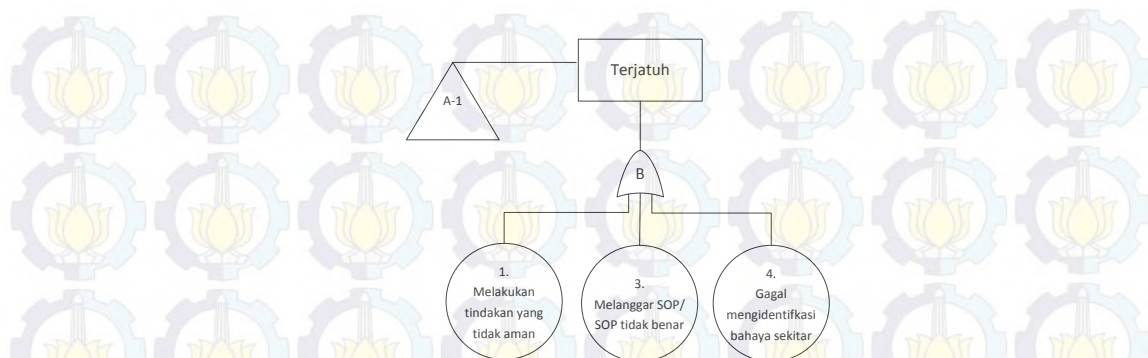 Terjatuh
A-1
B
1.
Melakukan
tindakan yang
tidak aman
3.
Melanggar SOP/
SOP tidak benar
4.
Gagal
mengidentifkasi
bahaya sekitar